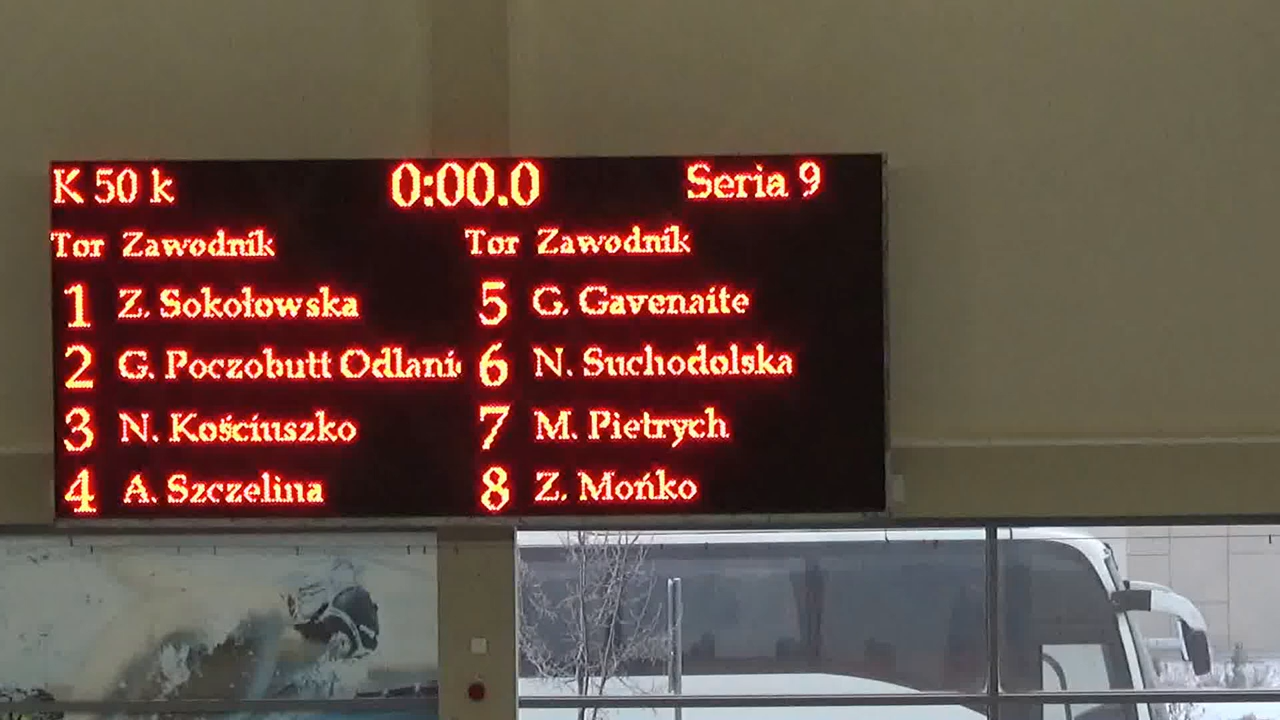 K 50 k 0:00.0 Seria 9
Tor Zawodnik Tor Zawodnik
1 Z. Sokołowska 5 G. Gavenaite
2 G. Poczobutt Odlani 6 N. Suchodolska
3 N. Kościuszko 7 M. Pietrych
4 A. Szczelina 8 Z. Mońko